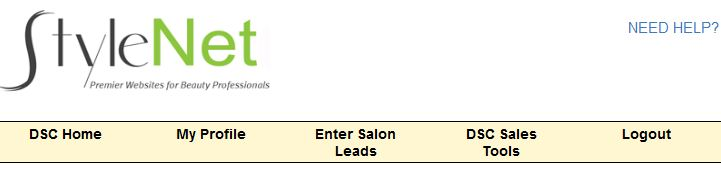 StyleNet
NEED HELP?
Premier Websites for Beauty Professionals
DSC Home
My Profile
Enter Salon
Leads
DSC Sales
Tools
Logout